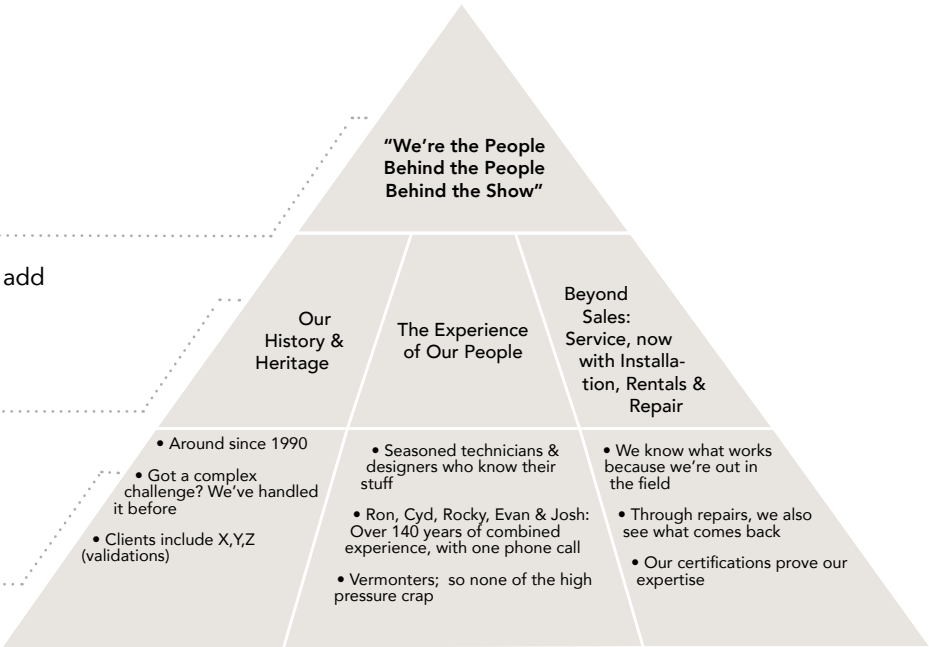 “We’re the People
Behind the People
Behind the Show”
add
Our
History &
Heritage
The Experience
of Our People
Beyond
Sales:
Service, now
with Installa-
tion, Rentals &
Repair
• Around since 1990
• Got a complex
challenge? We’ve handled
it before
• Clients include X,Y,Z
(validations)
• Seasoned technicians &
designers who know their
stuff
• Ron, Cyd, Rocky, Evan & Josh:
Over 140 years of combined
experience, with one phone call
• Vermonters; so none of the high
pressure crap
• We know what works
because we’re out in
the field
• Through repairs, we also
see what comes back
• Our certifications prove our
expertise